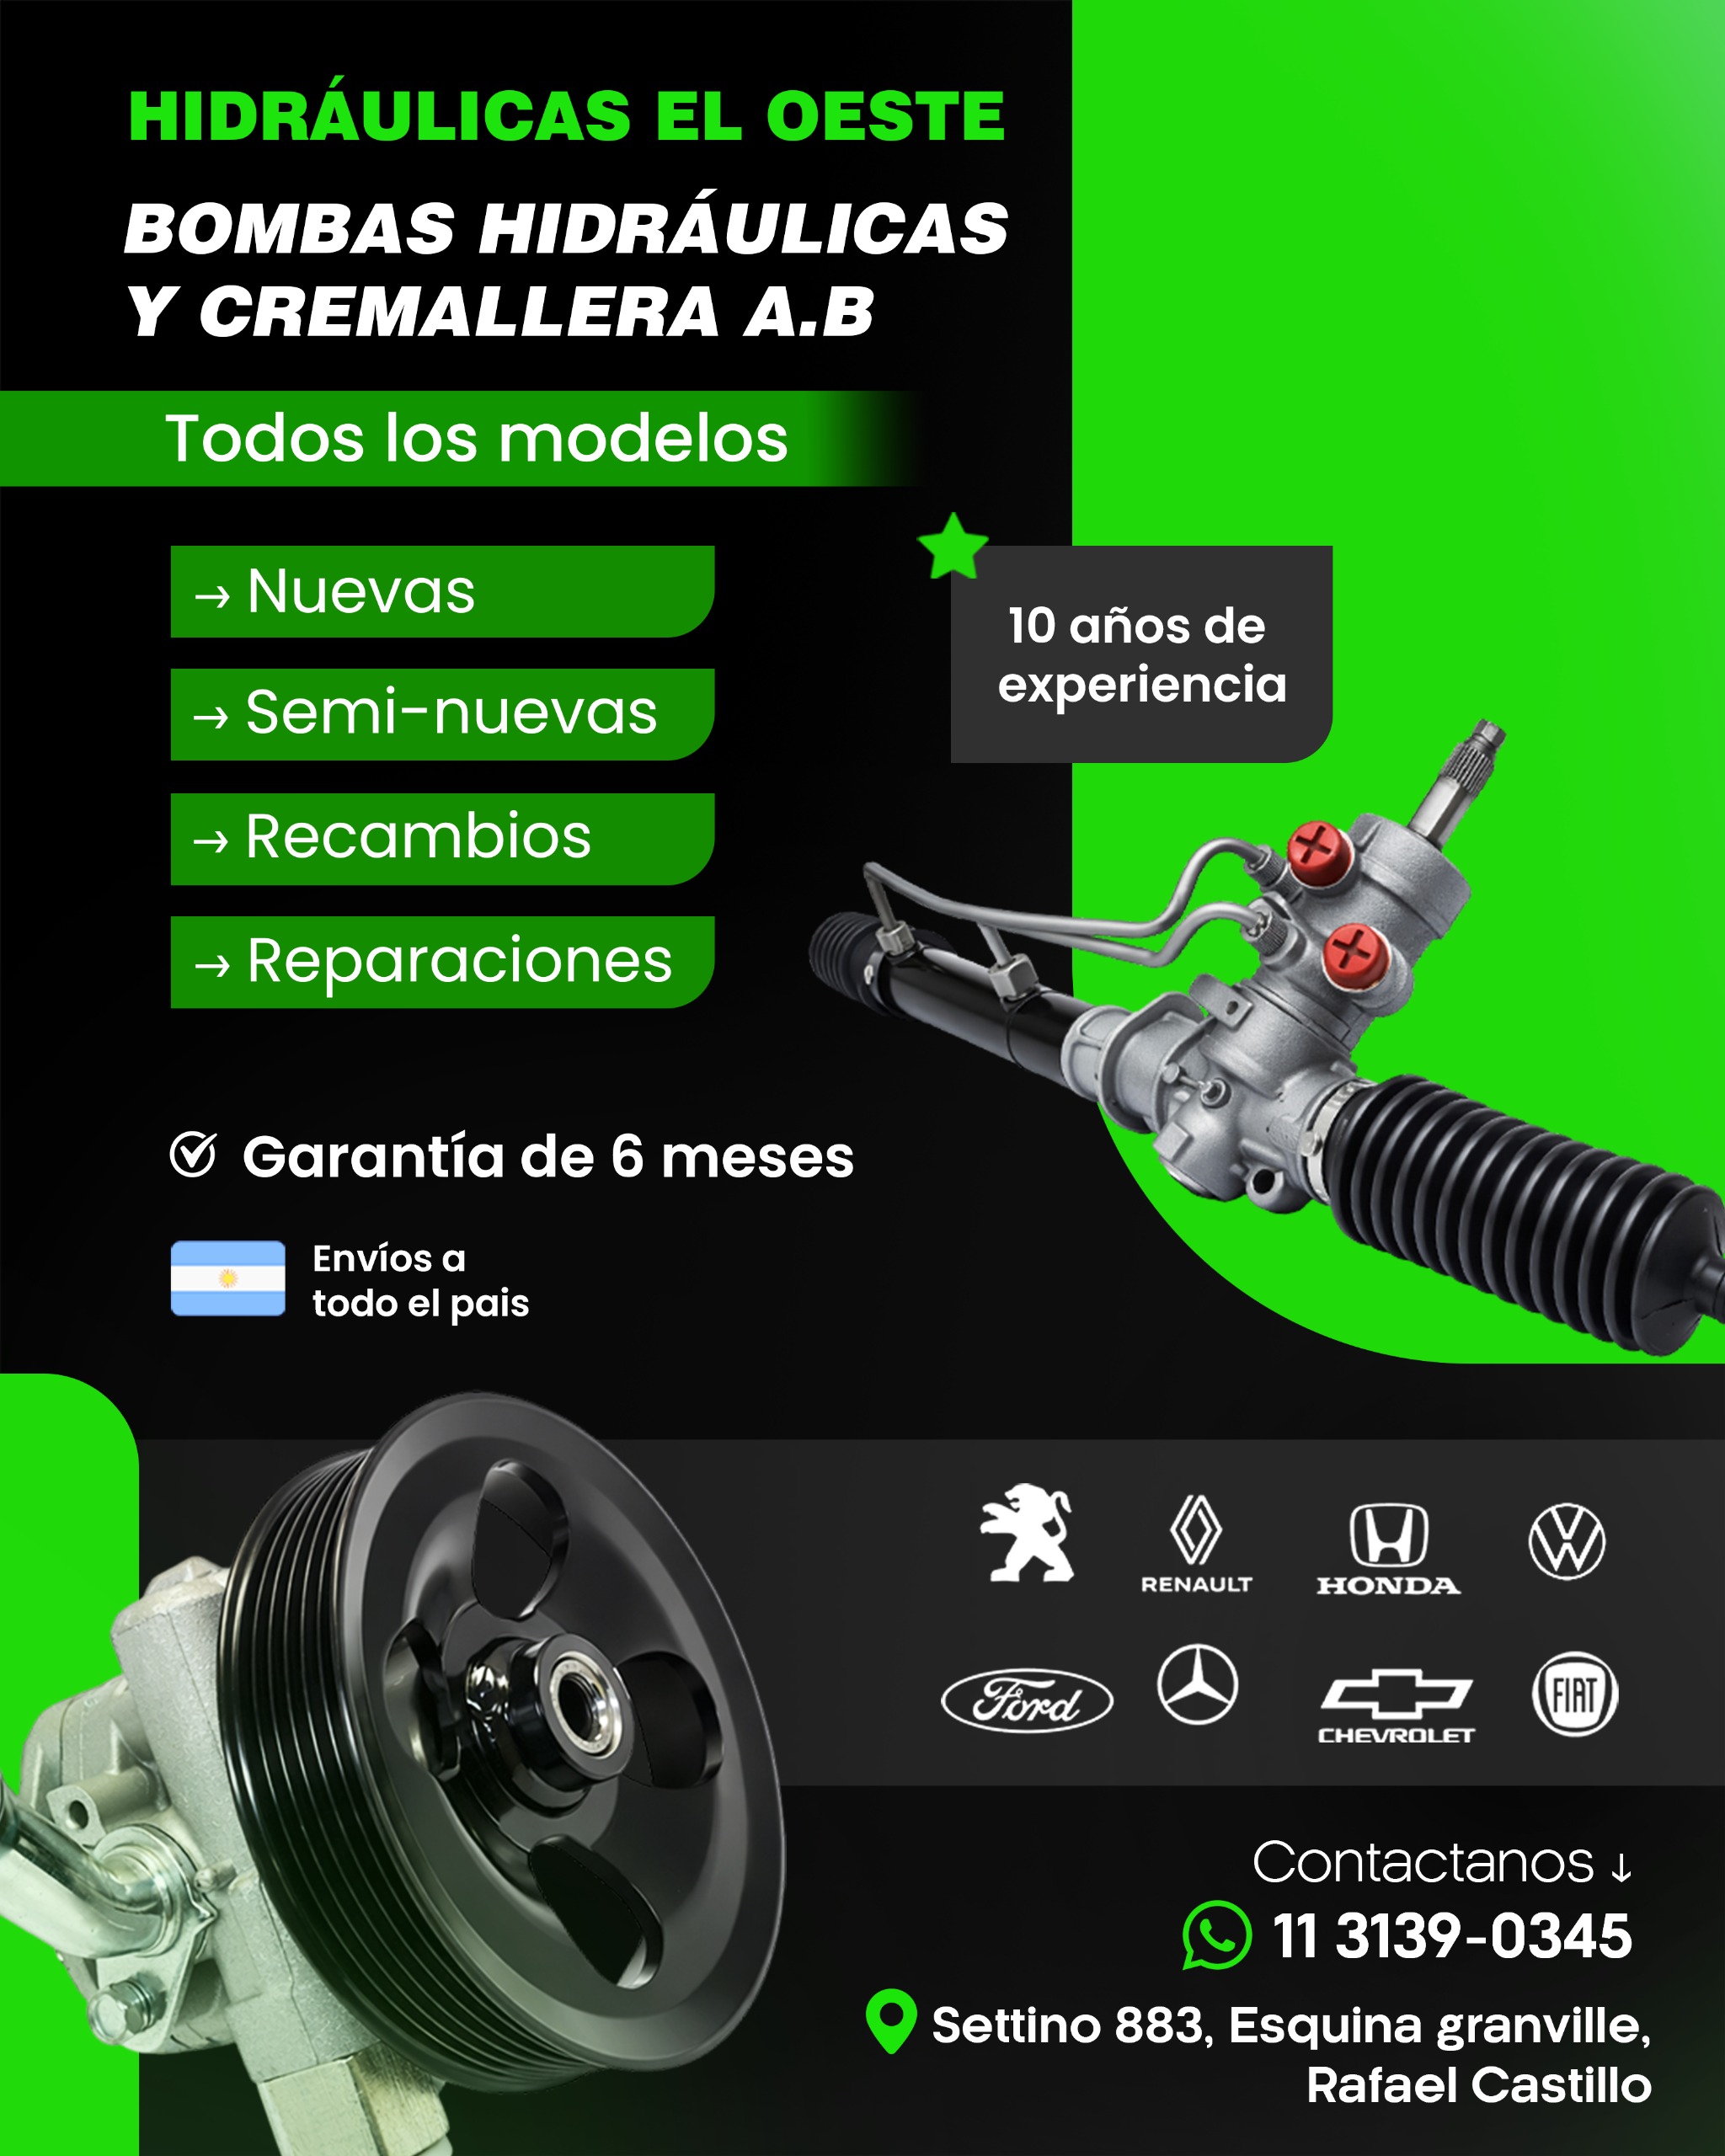 HIDRÁULICAS EL OESTE
BOMBAS HIDRÁULICAS
Y CREMALLERA A.B
Todos los modelos
→ Nuevas
→ Semi-nuevas
→ Recambios
→ Reparaciones
10 años de
experiencia
Garantía de 6 meses
Envíos a
todo el pais
RENAULT
HONDA
Ford
CHEVROLET
FIAT
Contactanos ↓
11 3139-0345
Settino 883, Esquina granville,
Rafael Castillo